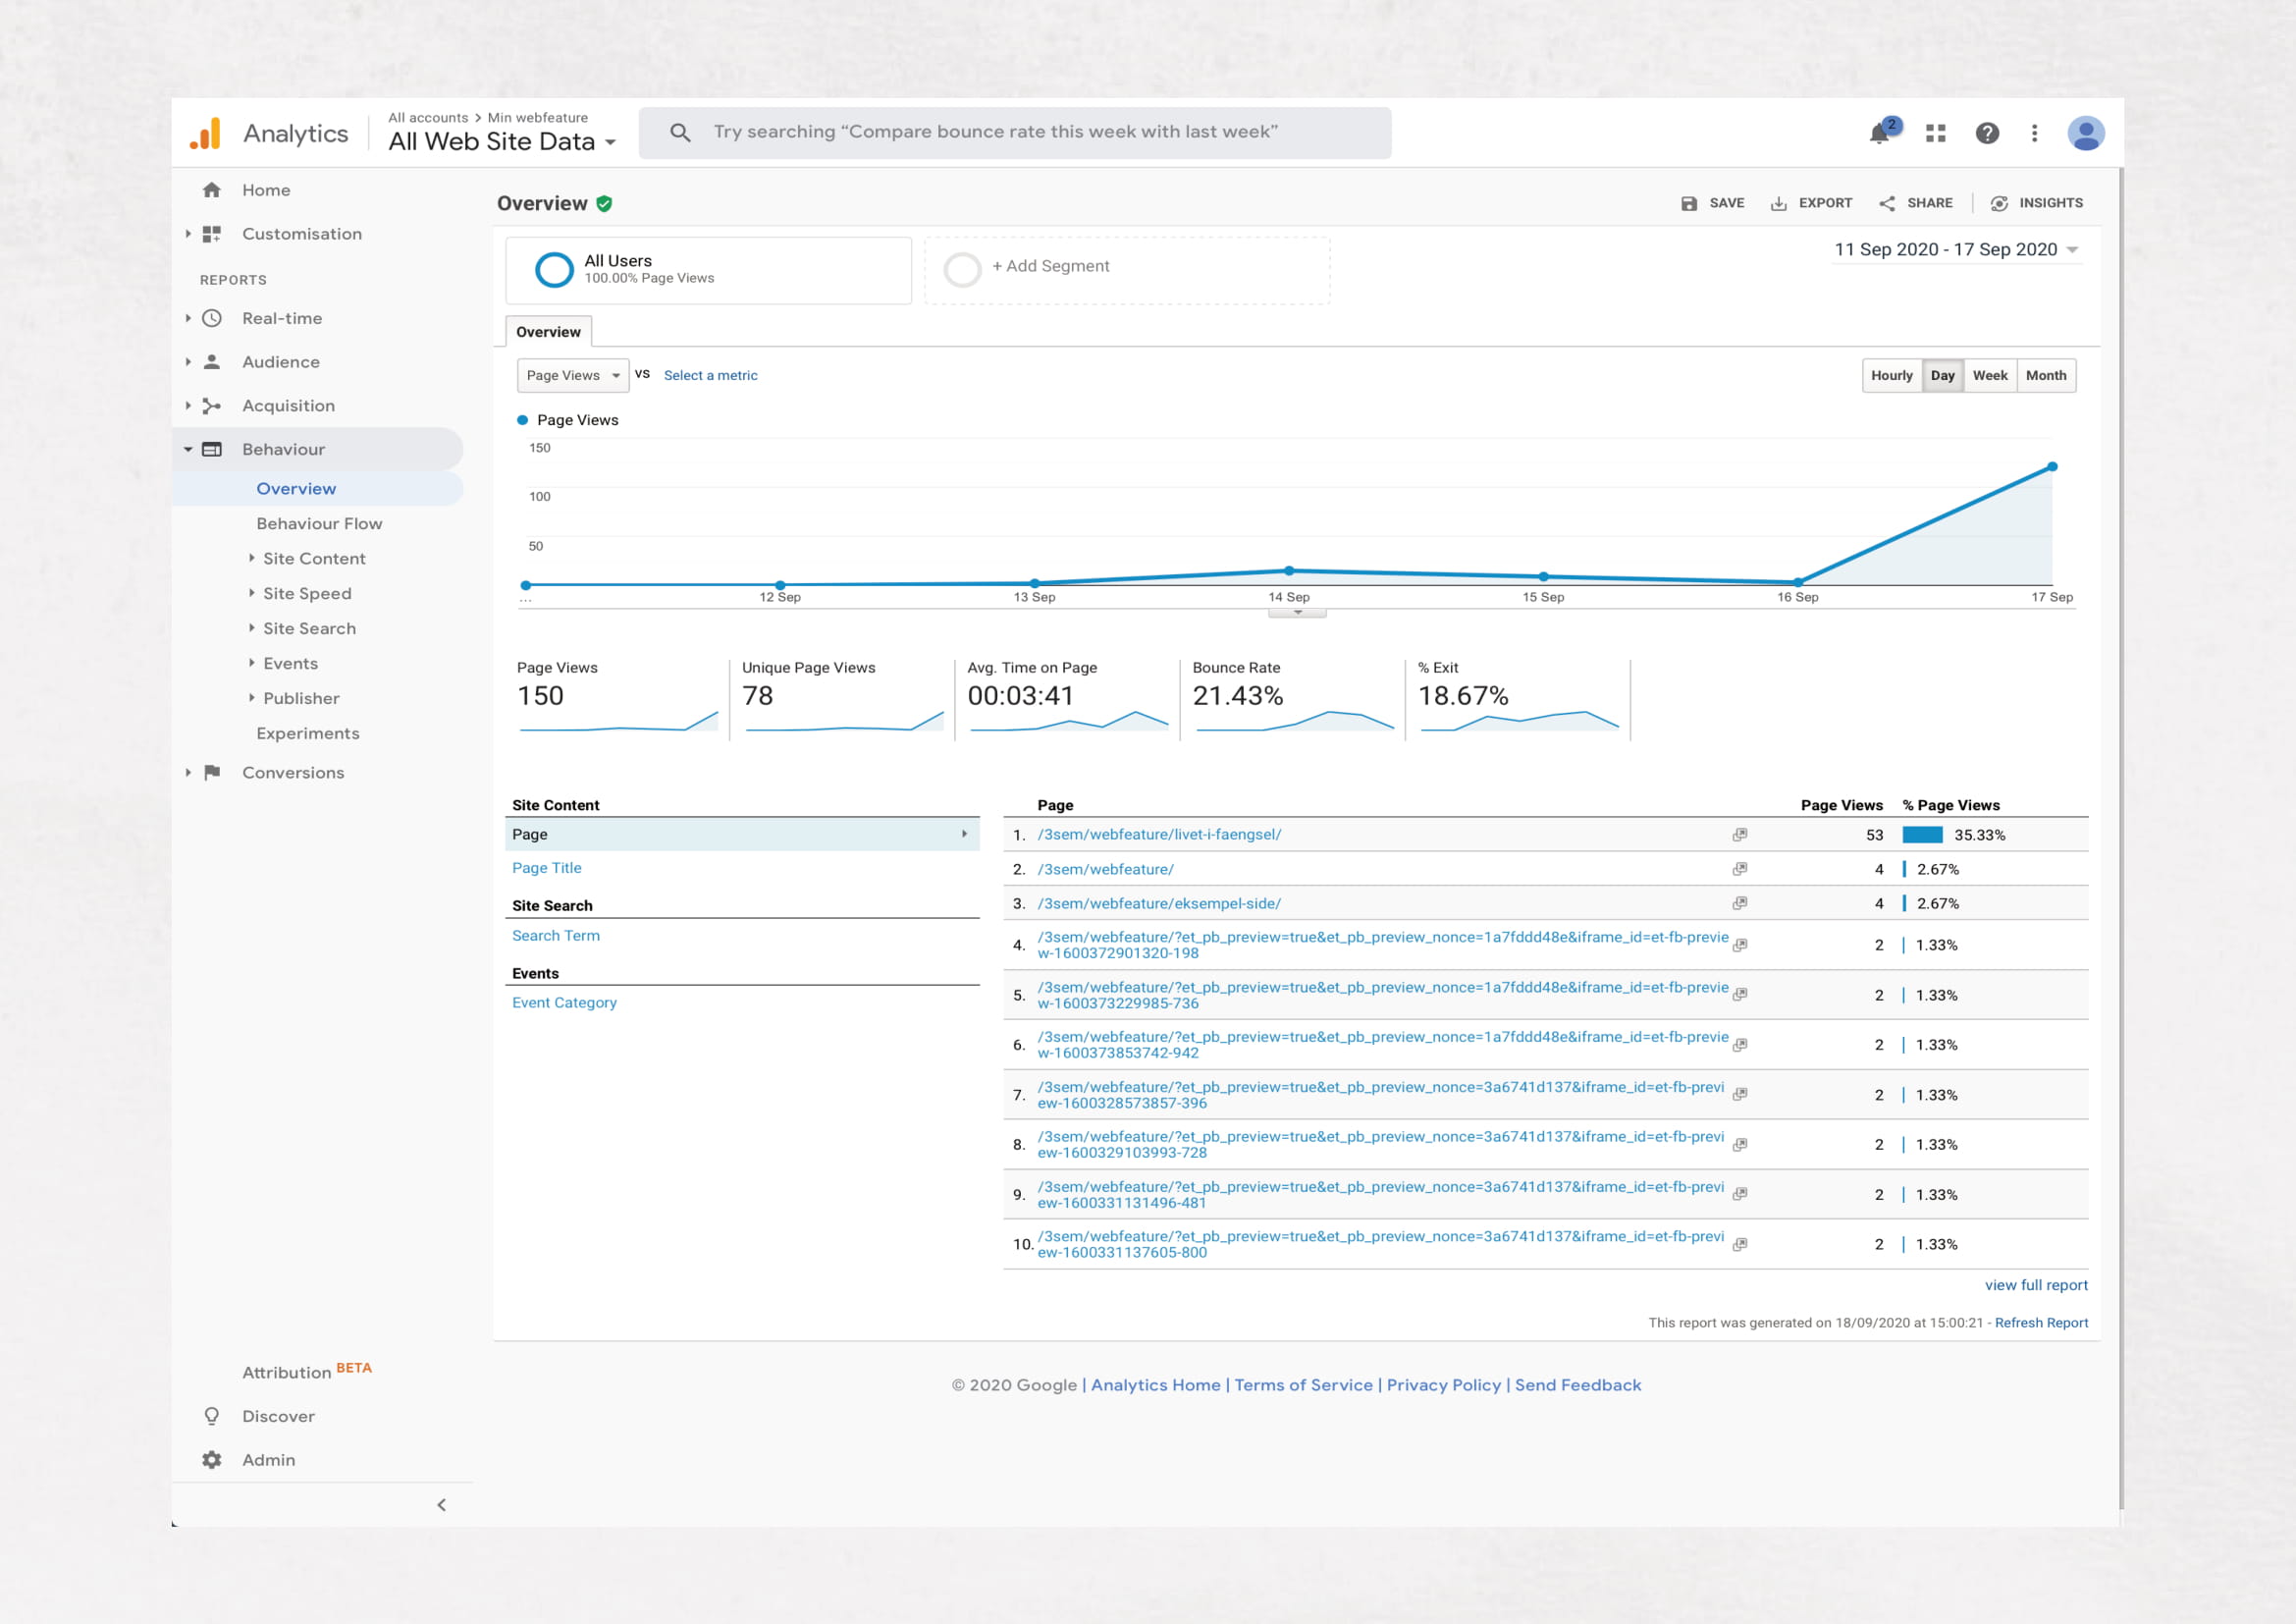 Analytics
All accounts > Min webfeature
All Web Site Data
Try searching “Compare bounce rate this week with last week”
2
Home
Customisation
REPORTS
Real-time
Audience
Acquisition
Behaviour
Overview
Behaviour Flow
Site Content
Site Speed
Site Search
Events
Publisher
Experiments
Conversions
Attribution BETA
Discover
Admin
Overview
SAVE
EXPORT
SHARE
INSIGHTS
All Users
100.00% Page Views
+ Add Segment
11 Sep 2020 - 17 Sep 2020
Overview
Page Views
vs
Select a metric
Hourly
Day
Week
Month
Page Views
150
100
50
...
12 Sep
13 Sep
14 Sep
15 Sep
16 Sep
17 Sep
Page Views
150
Unique Page Views
78
Avg. Time on Page
00:03:41
Bounce Rate
21.43%
% Exit
18.67%
Site Content
Page
Page Title
Site Search
Search Term
Events
Event Category
Page Page Views % Page Views
1. /3sem/webfeature/livet-i-faengsel/ 53 35.33%
2. /3sem/webfeature/ 4 2.67%
3. /3sem/webfeature/eksempel-side/ 4 2.67%
4. /3sem/webfeature/?et_pb_preview=true&et_pb_preview_nonce=1a7fddd48e&iframe_id=et-fb-previe
w-1600372901320-198 2 1.33%
5. /3sem/webfeature/?et_pb_preview=true&et_pb_preview_nonce=1a7fddd48e&iframe_id=et-fb-previe
w-1600373229985-736 2 1.33%
6. /3sem/webfeature/?et_pb_preview=true&et_pb_preview_nonce=1a7fddd48e&iframe_id=et-fb-previe
w-1600373853742-942 2 1.33%
7. /3sem/webfeature/?et_pb_preview=true&et_pb_preview_nonce=3a6741d137&iframe_id=et-fb-previ
ew-1600328573857-396 2 1.33%
8. /3sem/webfeature/?et_pb_preview=true&et_pb_preview_nonce=3a6741d137&iframe_id=et-fb-previ
ew-1600329103993-728 2 1.33%
9. /3sem/webfeature/?et_pb_preview=true&et_pb_preview_nonce=3a6741d137&iframe_id=et-fb-previ
ew-1600331131496-481 2 1.33%
10. /3sem/webfeature/?et_pb_preview=true&et_pb_preview_nonce=3a6741d137&iframe_id=et-fb-previ
ew-1600331137605-800 2 1.33%
view full report
This report was generated on 18/09/2020 at 15:00:21 - Refresh Report
© 2020 Google | Analytics Home | Terms of Service | Privacy Policy | Send Feedback